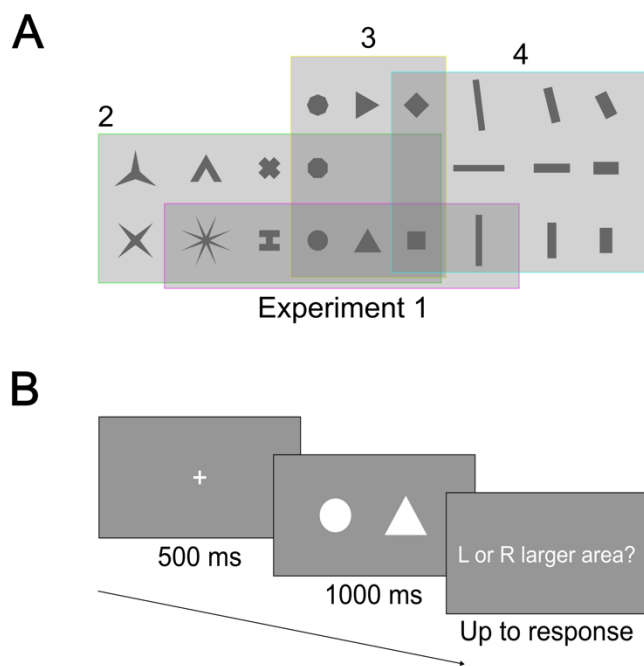 A
3
4
2
Experiment 1
B
500 ms
1000 ms
L or R larger area?
Up to response